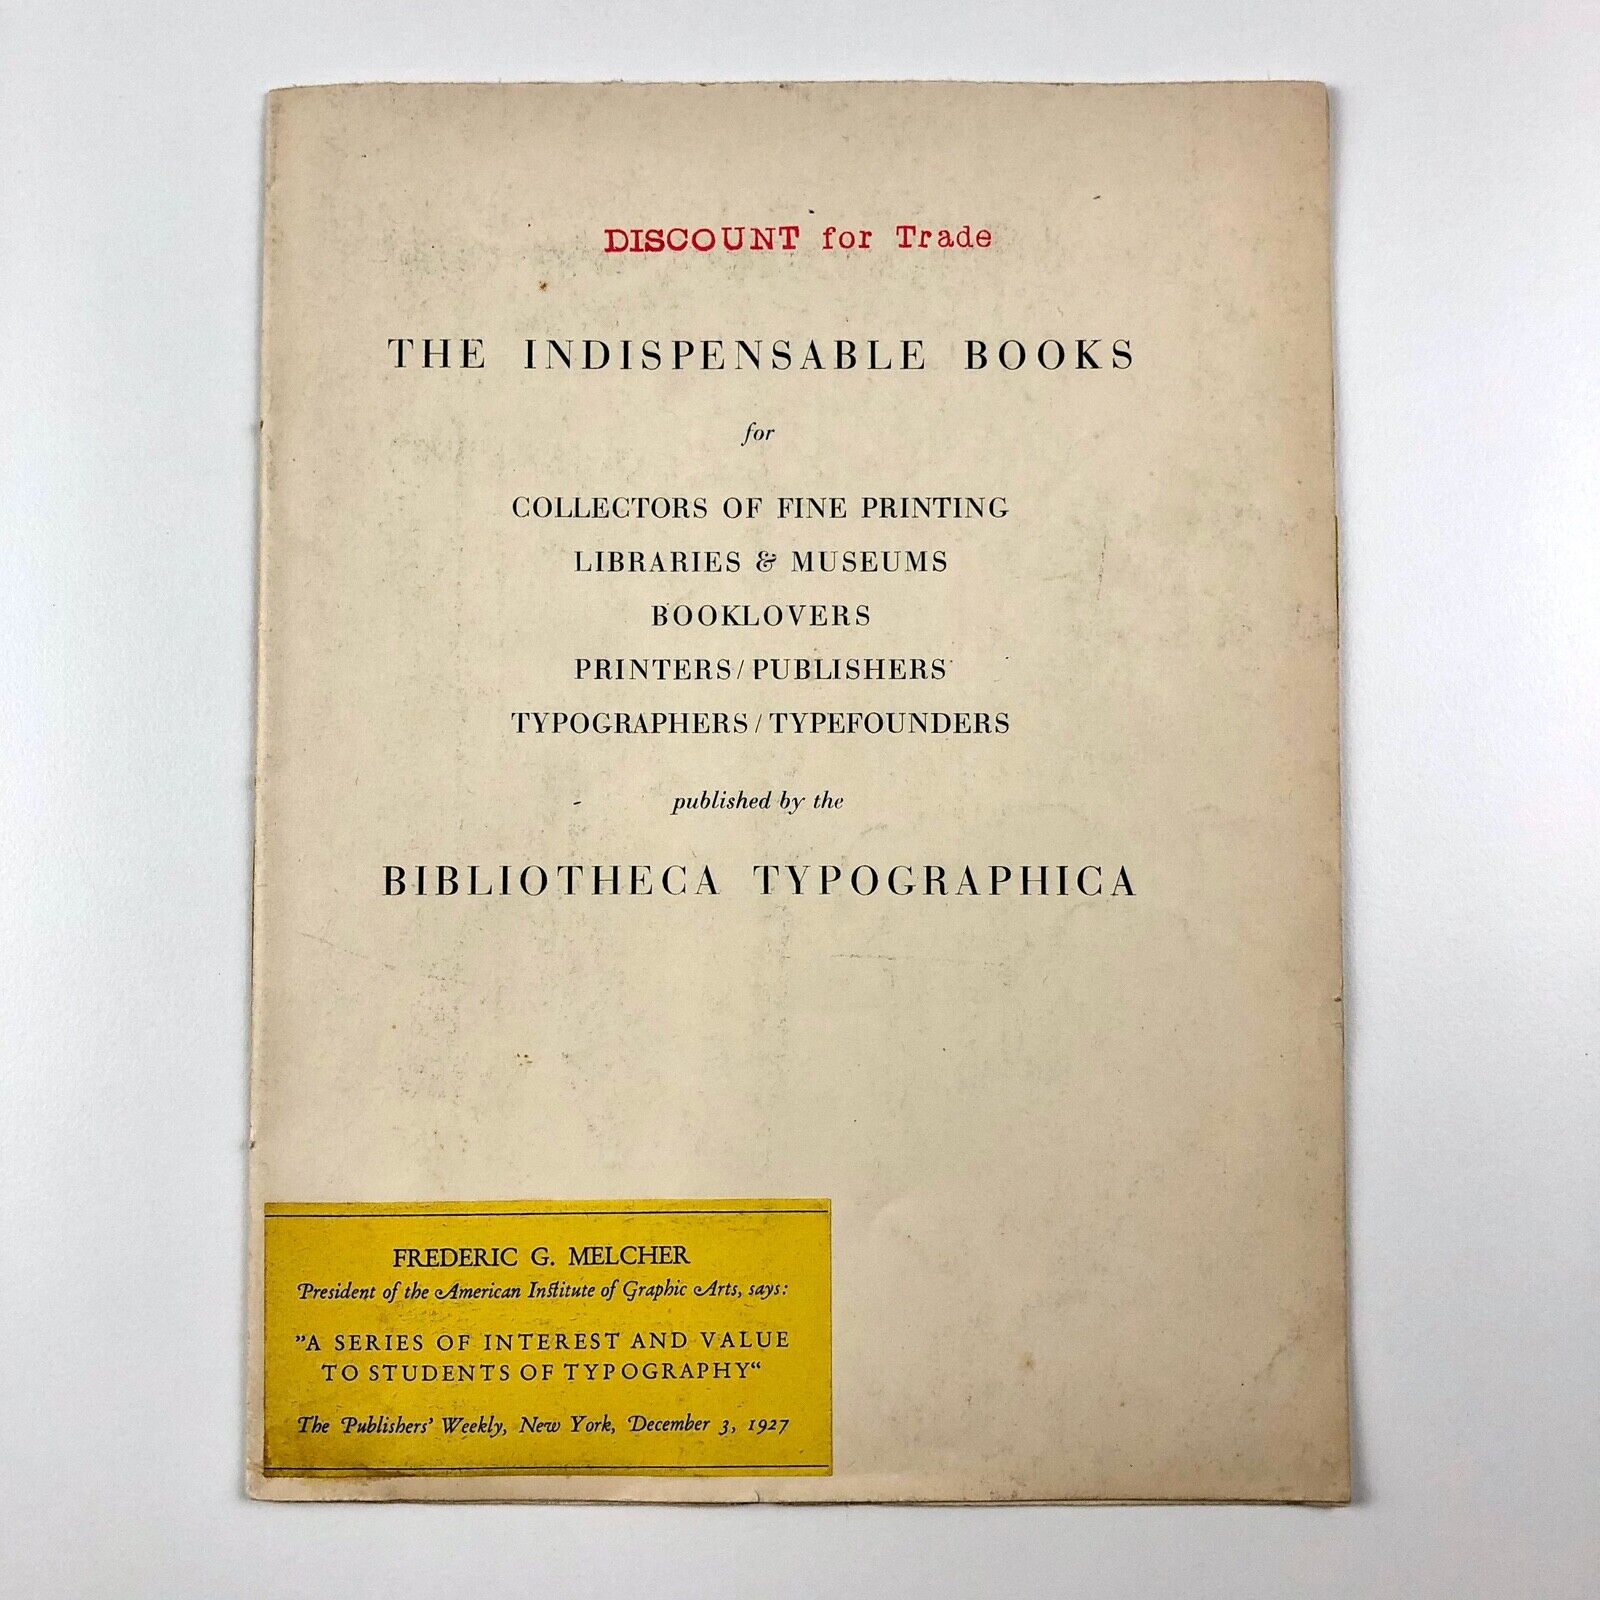 DISCOUNT for Trade
THE INDISPENSABLE BOOKS
for
COLLECTORS OF FINE PRINTING
LIBRARIES & MUSEUMS
BOOKLOVERS
PRINTERS/PUBLISHERS
TYPOGRAPHERS/TYPEFOUNDERS
published by the
BIBLIOTHECA TYPOGRAPHICA
FREDERIC G. MELCHER
President of the American Institute of Graphic Arts, says:
”A SERIES OF INTEREST AND VALUE
TO STUDENTS OF TYPOGRAPHY“
The Publishers' Weekly, New York, December 3, 1927